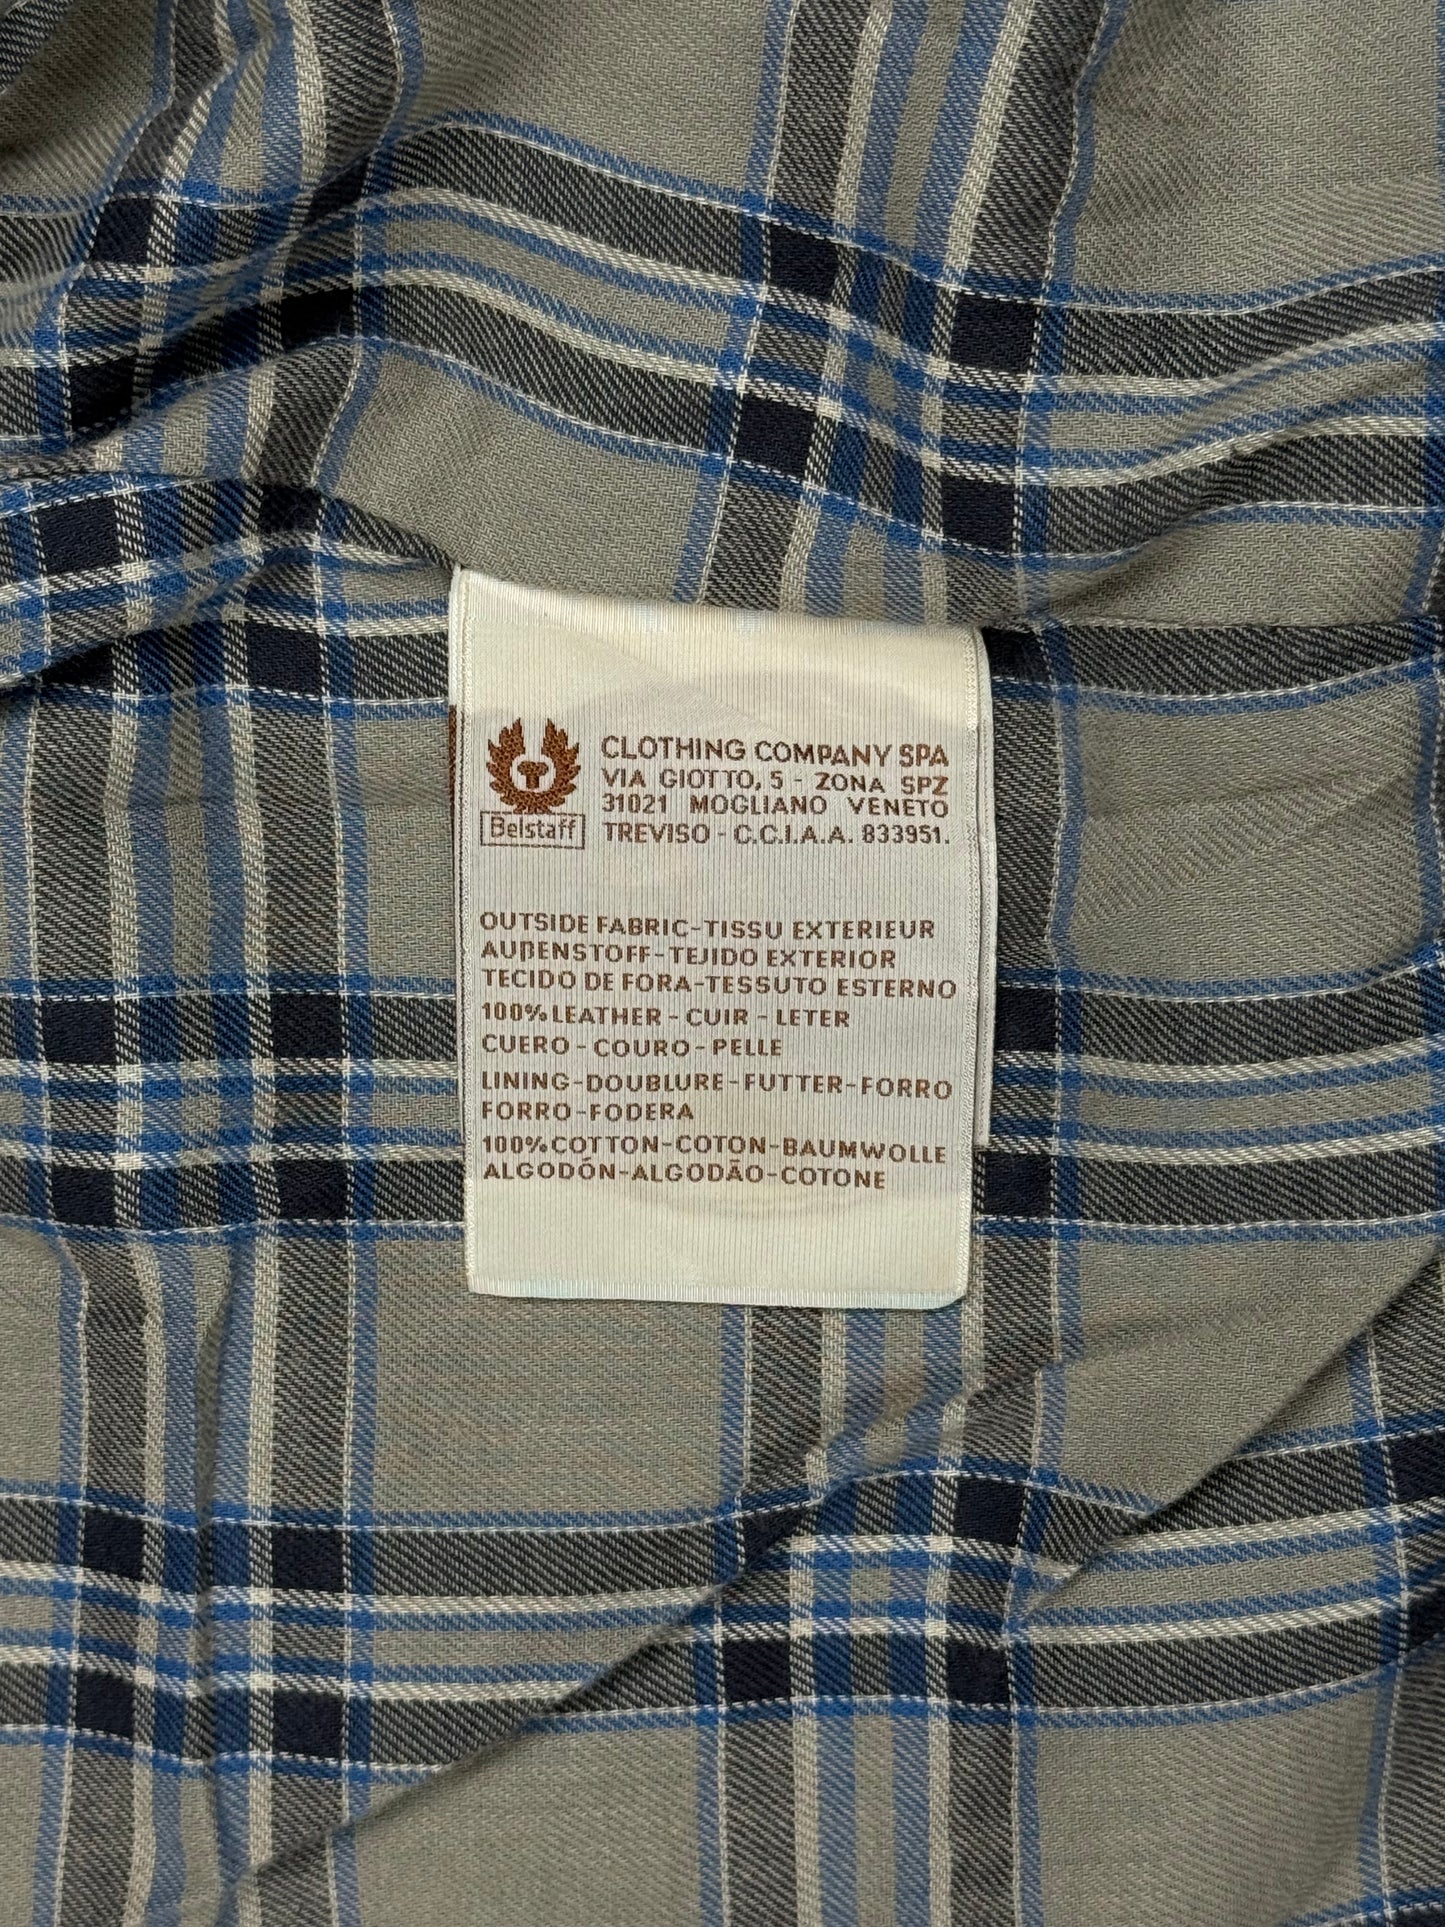 Belstaff
CLOTHING COMPANY SPA
VIA GIOTTO, 5 - ZONA SPZ
31021 MOGLIANO VENETO
TREVISO - C.C.I.A.A. 833951.
OUTSIDE FABRIC-TISSU EXTERIEUR
AUßENSTOFF-TEJIDO EXTERIOR
TECIDO DE FORA-TESSUTO ESTERNO
100% LEATHER - CUIR - LETER
CUERO - COURO - PELLE
LINING-DOUBLURE-FUTTER-FORRO
FORRO-FODERA
100% COTTON-COTON-BAUMWOLLE
ALGODÓN-ALGODÃO-COTONE